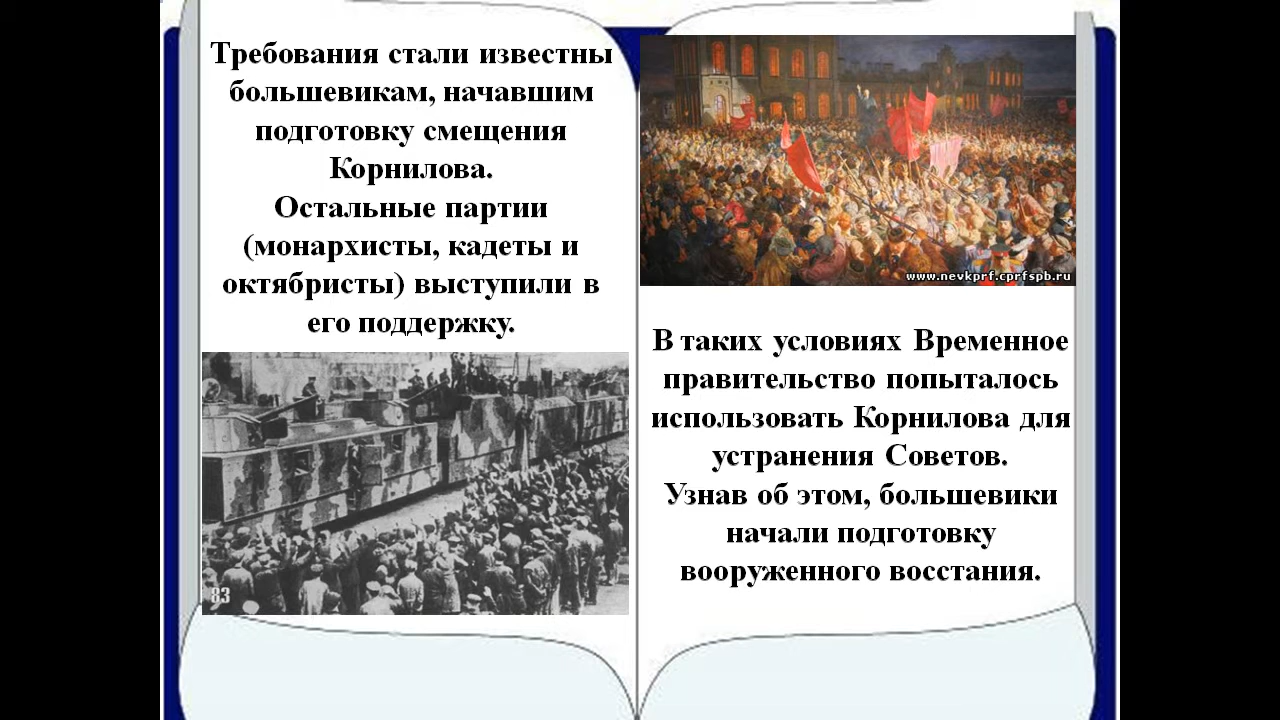 Требования стали известны
большевикам, начавшим
подготовку смещения
Корнилова.
Остальные партии
(монархисты, кадеты и
октябристы) выступили в
его поддержку.
83
www.nevkprf.cprfspb.ru
В таких условиях Временное
правительство попыталось
использовать Корнилова для
устранения Советов.
Узнав об этом, большевики
начали подготовку
вооруженного восстания.